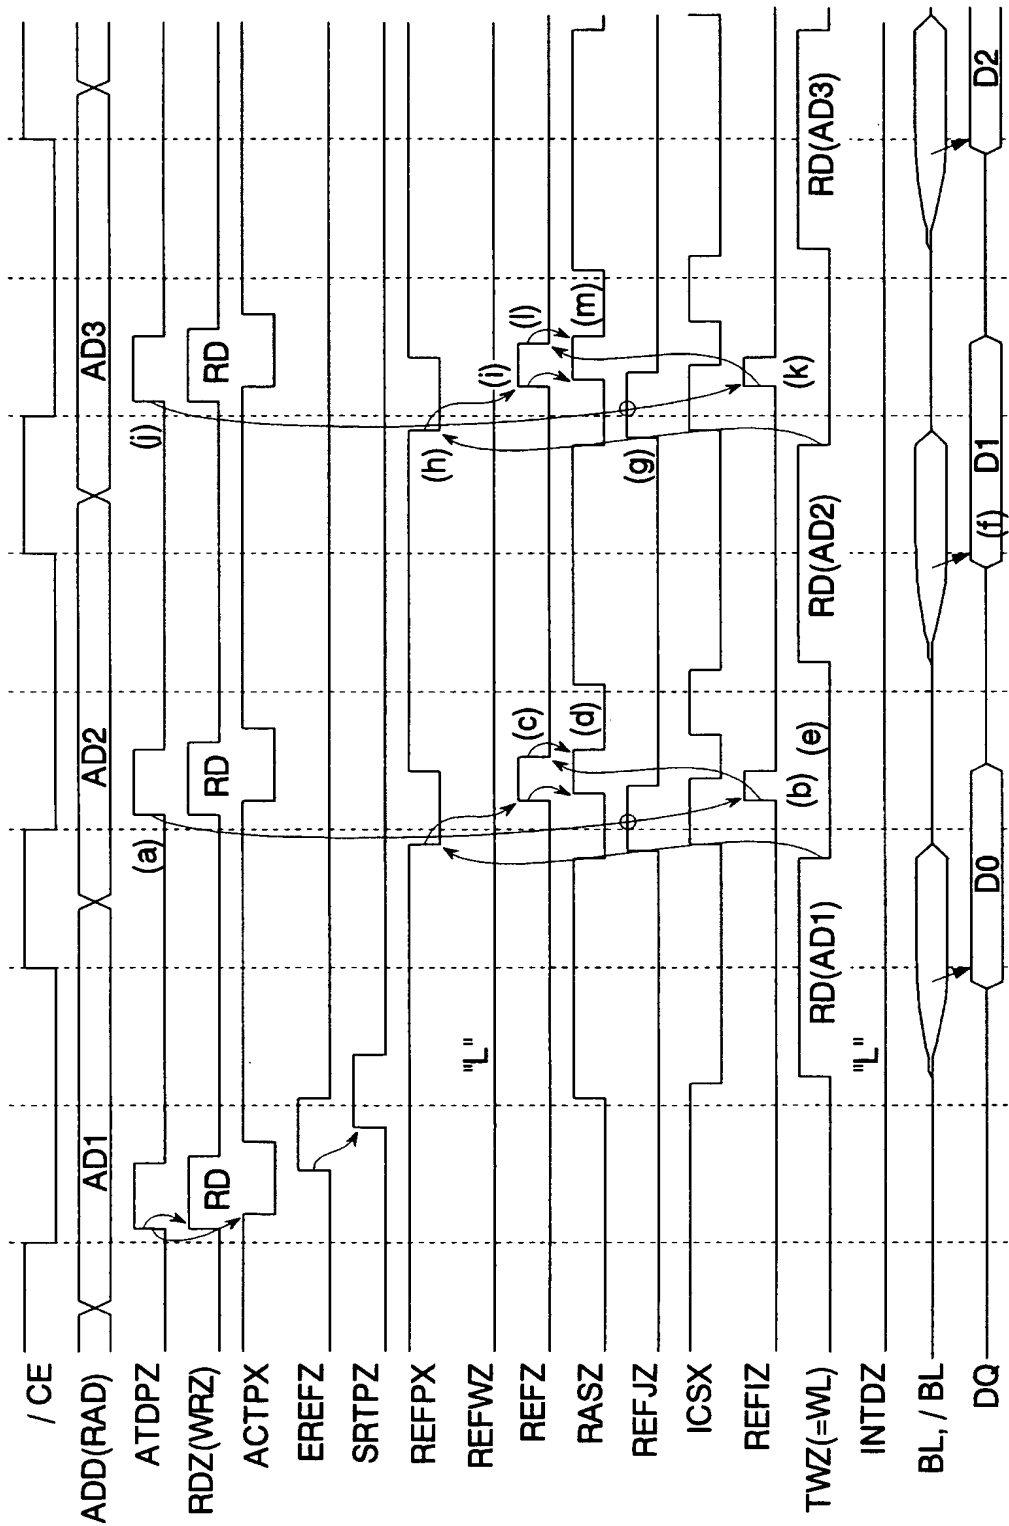 / CE
ADD(RAD) AD1 AD2 AD3
ATDPZ (a) (j)
RDZ(WRZ) RD RD RD
ACTPX
EREFZ
SRTPZ
REFPX (h)
REFWZ "L"
REFZ (c) (i) (l)
RASZ (d) (m)
REFJZ (g)
ICSX
REFIZ (b) (k)
TWZ(=WL) RD(AD1) (e) RD(AD2) RD(AD3)
INTDZ "L"
BL, / BL
DQ D0 D1 (f) D2